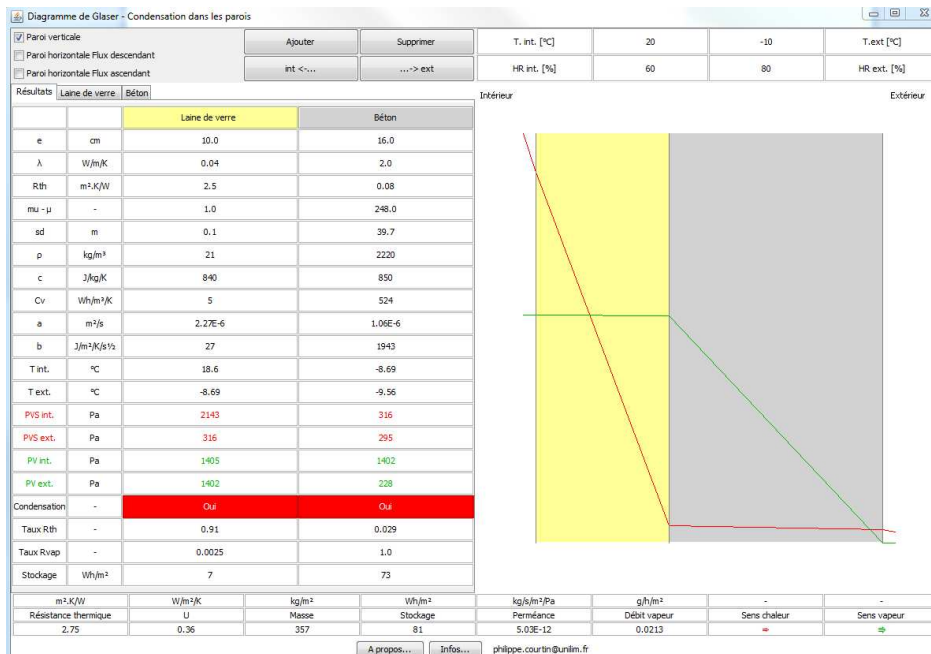 Diagramme de Glaser - Condensation dans les parois
Paroi verticale
Paroi horizontale Flux descendant
Paroi horizontale Flux ascendant
Ajouter Supprimer
int <-... ...-> ext
T. int. [°C] 20 -10 T.ext [°C]
HR int. [%] 60 80 HR ext. [%]
Résultats Laine de verre Béton
Intérieur Extérieur
Laine de verre Béton
e cm 10.0 16.0
λ W/m/K 0.04 2.0
Rth m².K/W 2.5 0.08
mu - μ - 1.0 248.0
sd m 0.1 39.7
ρ kg/m³ 21 2220
c J/kg/K 840 850
Cv Wh/m³/K 5 524
a m²/s 2.27E-6 1.06E-6
b J/m²/K/s½ 27 1943
T int. °C 18.6 -8.69
T ext. °C -8.69 -9.56
PVS int. Pa 2143 316
PVS ext. Pa 316 295
PV int. Pa 1405 1402
PV ext. Pa 1402 228
Condensation - Oui Oui
Taux Rth - 0.91 0.029
Taux Rvap - 0.0025 1.0
Stockage Wh/m² 7 73
m².K/W W/m²/K kg/m² Wh/m² kg/s/m²/Pa g/h/m² - -
Résistance thermique U Masse Stockage Perméance Débit vapeur Sens chaleur Sens vapeur
2.75 0.36 357 81 5.03E-12 0.0213 ⇒ ⇒
A propos... Infos... philippe.courtin@unilim.fr